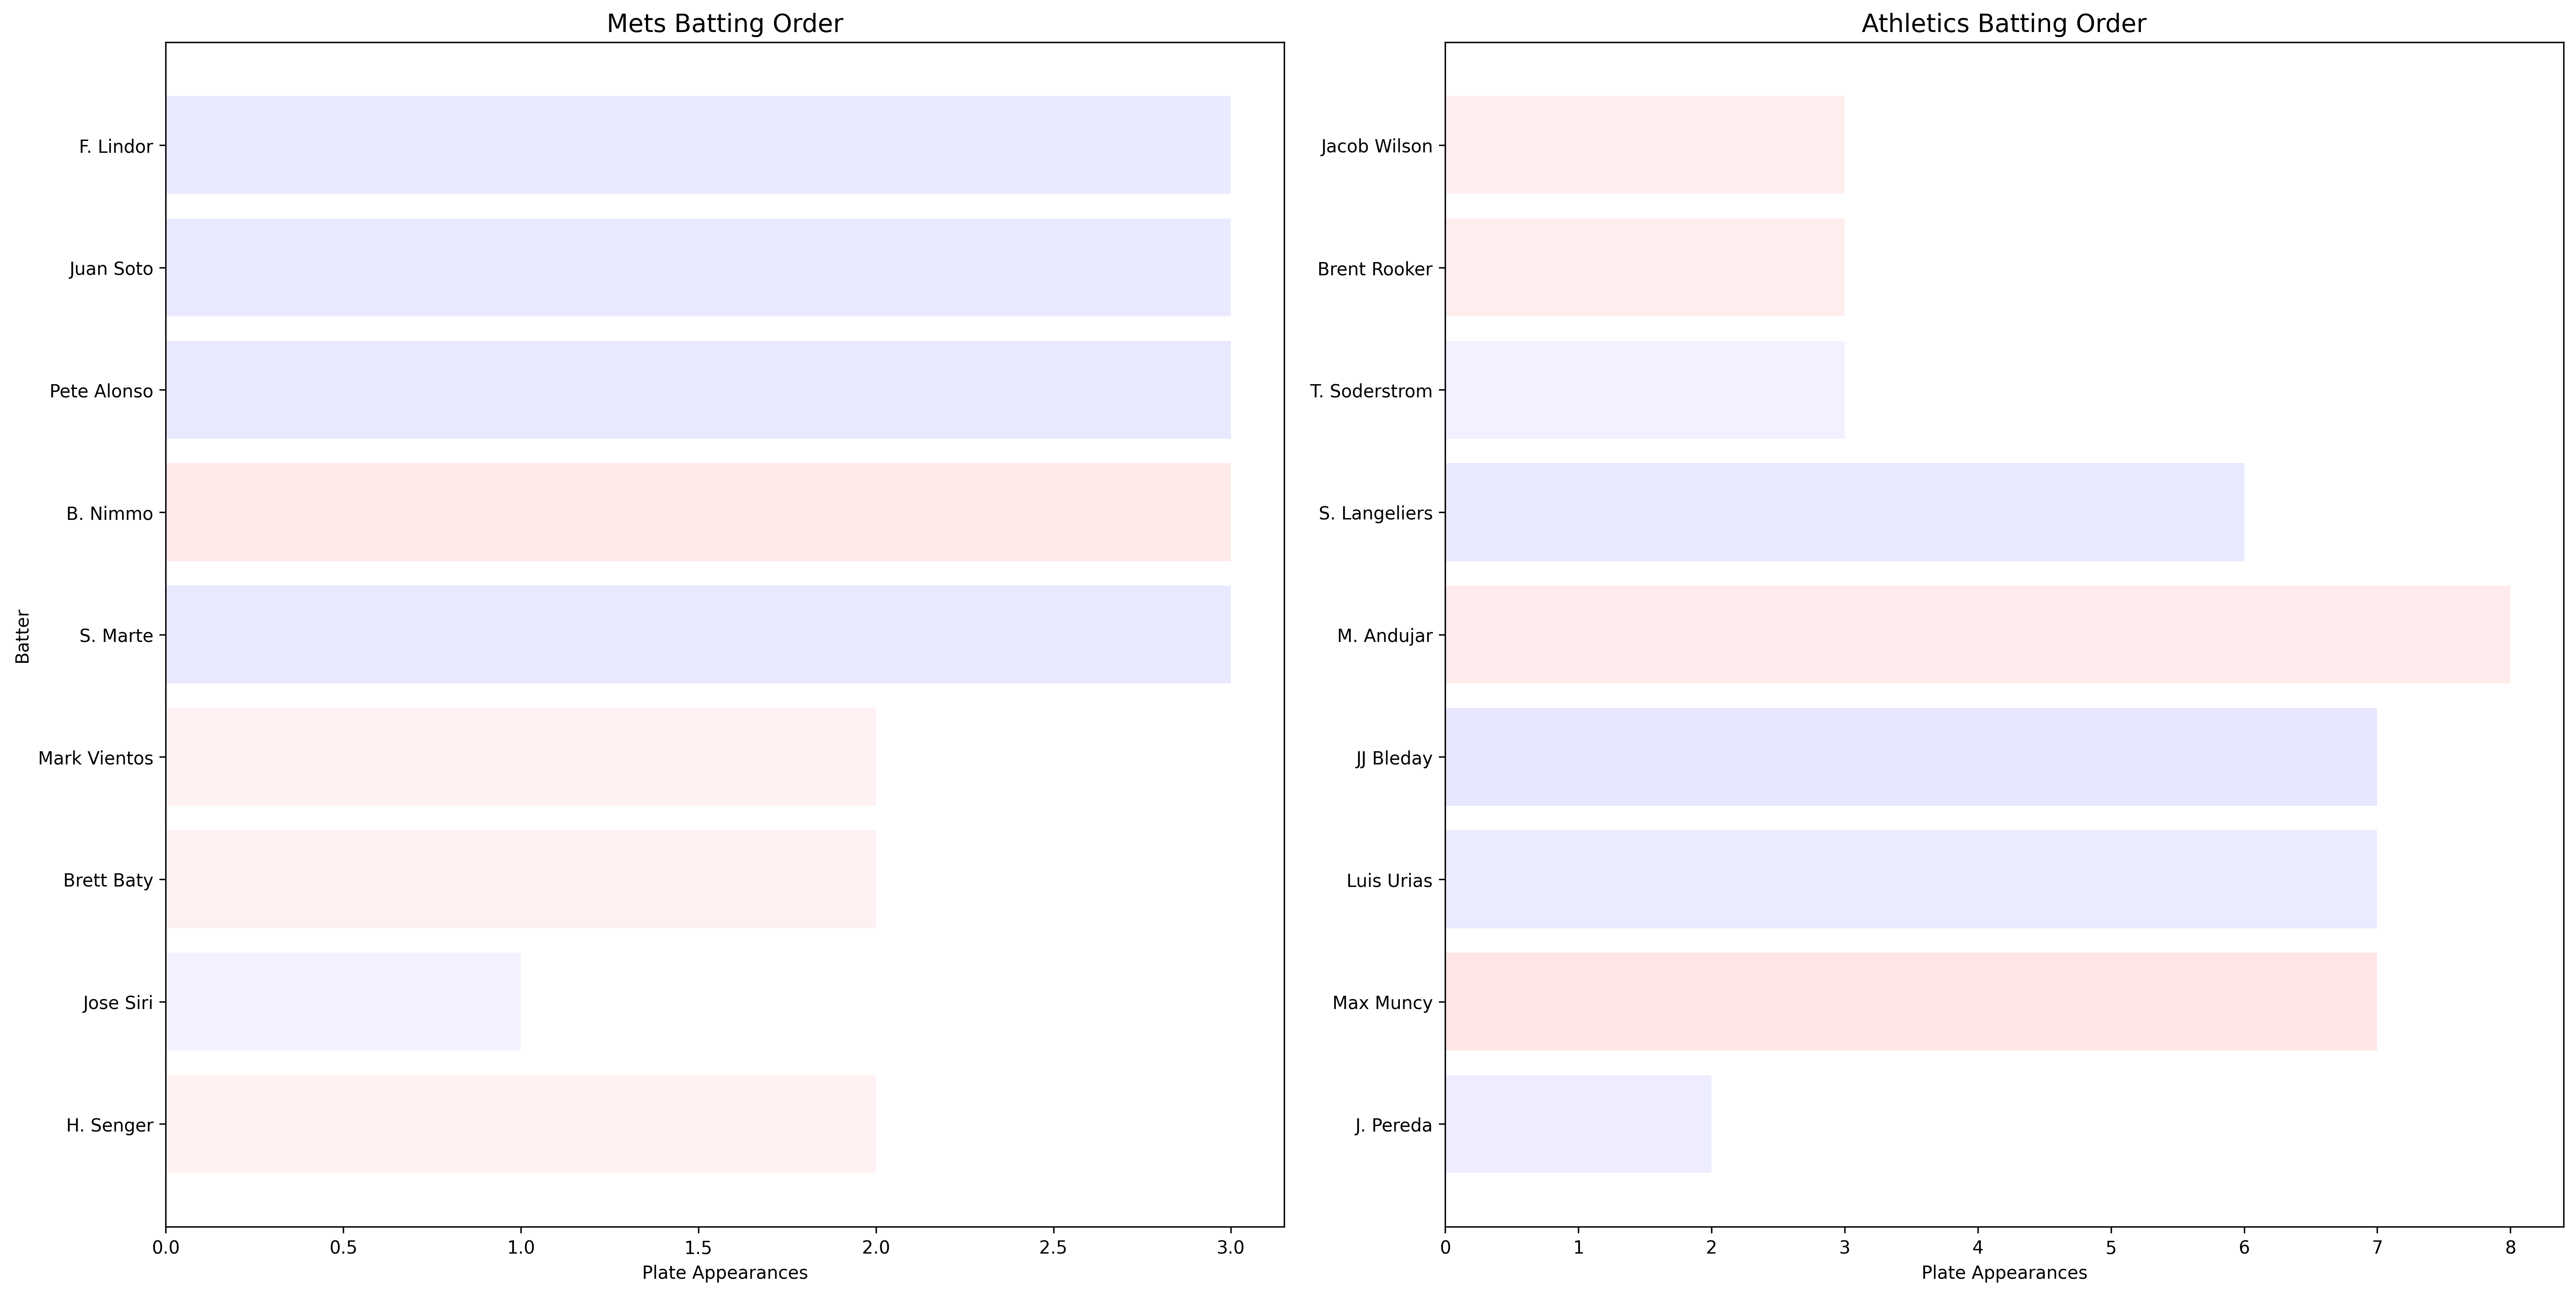 Mets Batting Order
Batter
F. Lindor
Juan Soto
Pete Alonso
B. Nimmo
S. Marte
Mark Vientos
Brett Baty
Jose Siri
H. Senger
0.0 0.5 1.0 1.5 2.0 2.5 3.0
Plate Appearances
Athletics Batting Order
Jacob Wilson
Brent Rooker
T. Soderstrom
S. Langeliers
M. Andujar
JJ Bleday
Luis Urias
Max Muncy
J. Pereda
0 1 2 3 4 5 6 7 8
Plate Appearances